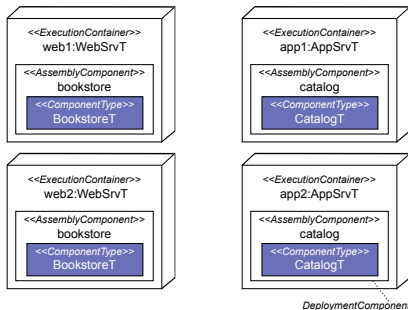 <<ExecutionContainer>>
web1:WebSrvT
<<AssemblyComponent>>
bookstore
<<ComponentType>>
BookstoreT
<<ExecutionContainer>>
app1:AppSrvT
<<AssemblyComponent>>
catalog
<<ComponentType>>
CatalogT
<<ExecutionContainer>>
web2:WebSrvT
<<AssemblyComponent>>
bookstore
<<ComponentType>>
BookstoreT
<<ExecutionContainer>>
app2:AppSrvT
<<AssemblyComponent>>
catalog
<<ComponentType>>
CatalogT
DeploymentComponent